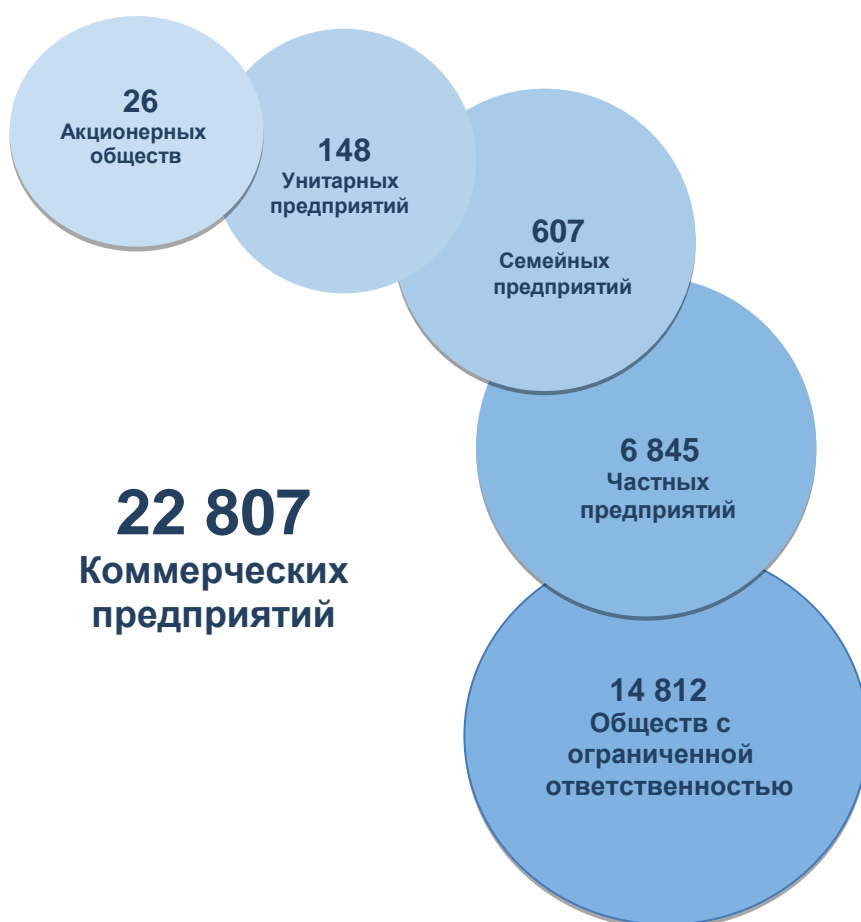 26
Акционерных
обществ
148
Унитарных
предприятий
607
Семейных
предприятий
6 845
Частных
предприятий
22 807
Коммерческих
предприятий
14 812
Обществ с
ограниченной
ответственностью